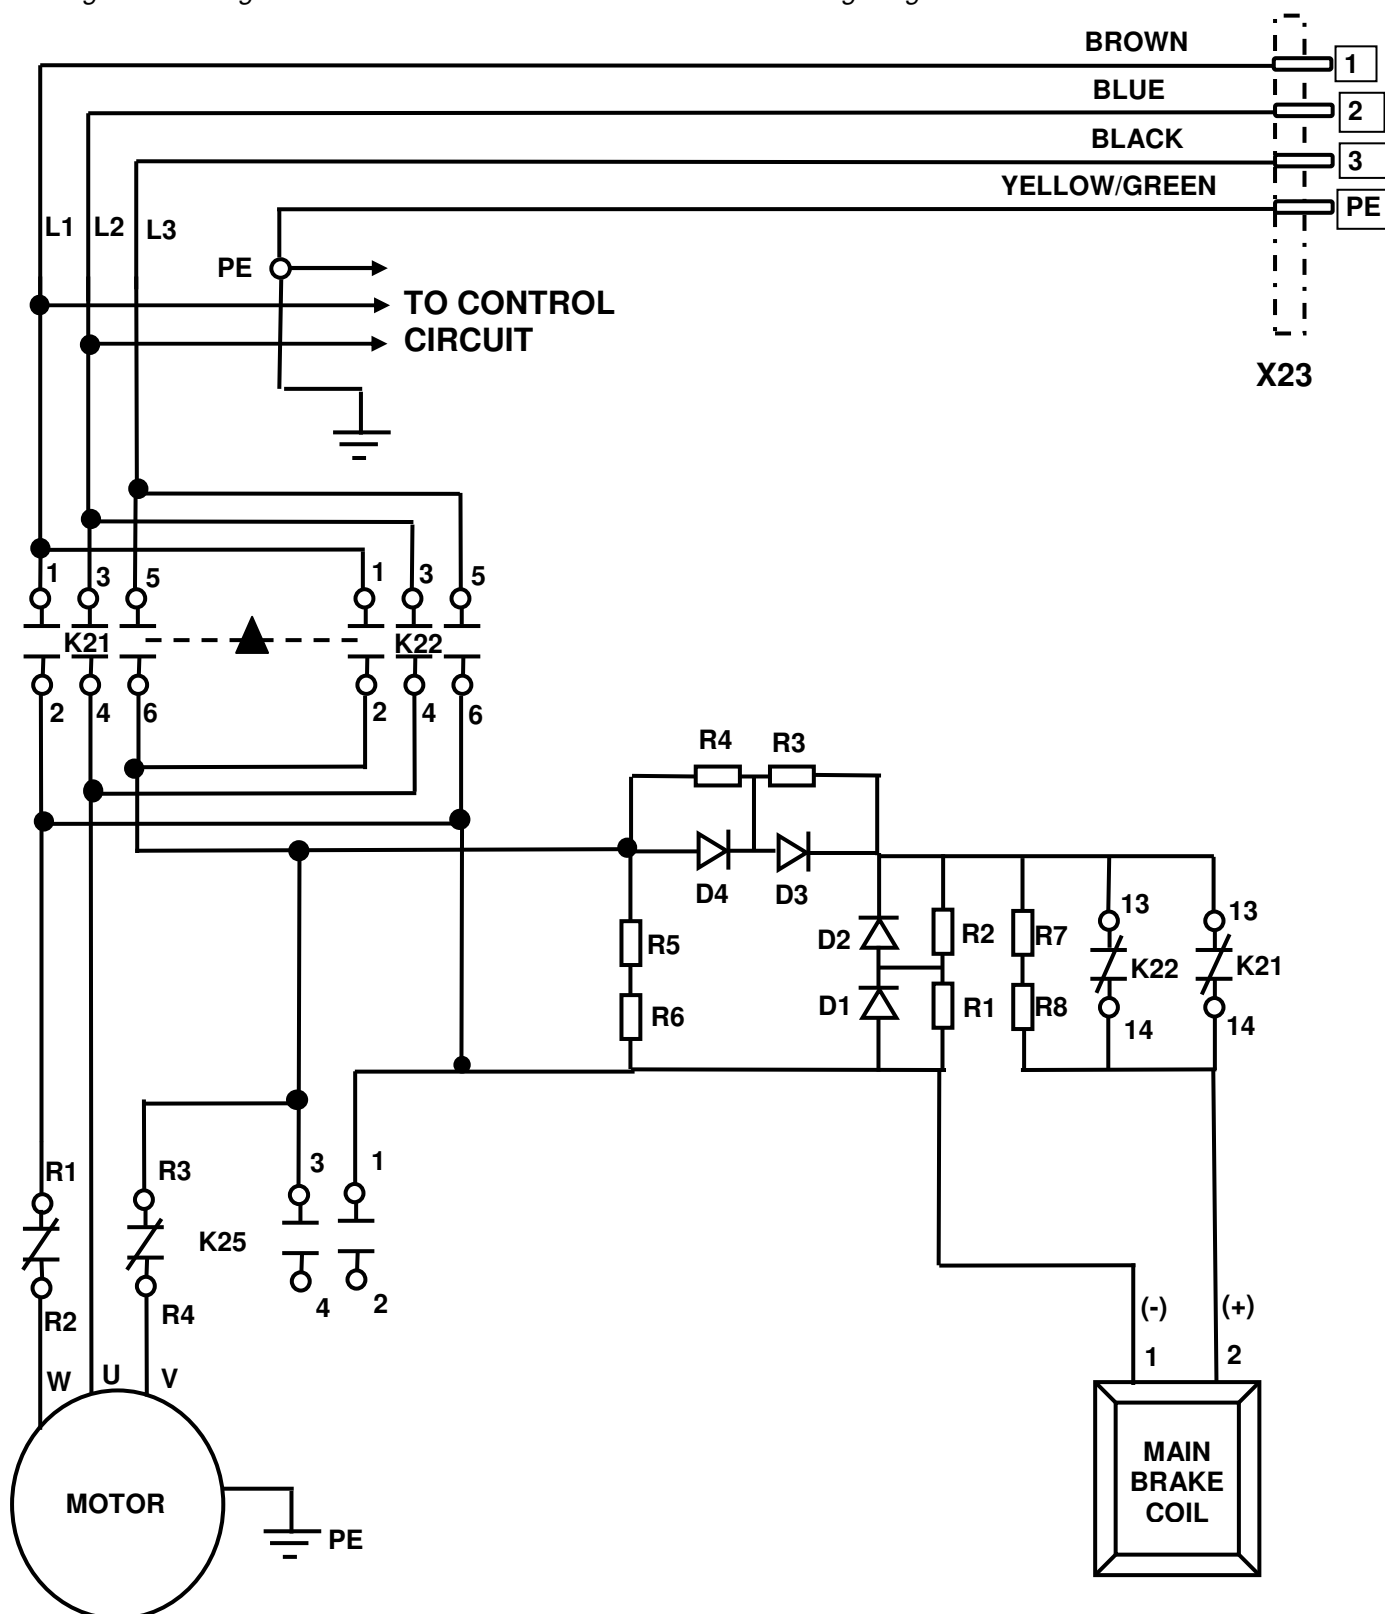 BROWN
1
BLUE
2
BLACK
3
YELLOW/GREEN
PE
L1 L2 L3
PE
TO CONTROL
CIRCUIT
X23
1 3 5 1 3 5
K21 K22
2 4 6 2 4 6
R4 R3
D4 D3
13 13
D2 R2 R7
R5
K22 K21
D1 R1 R8
R6
14 14
R1 R3 3 1
K25
R2 R4 4 2
(-) (+)
1 2
W U V
MAIN
BRAKE
COIL
MOTOR
PE